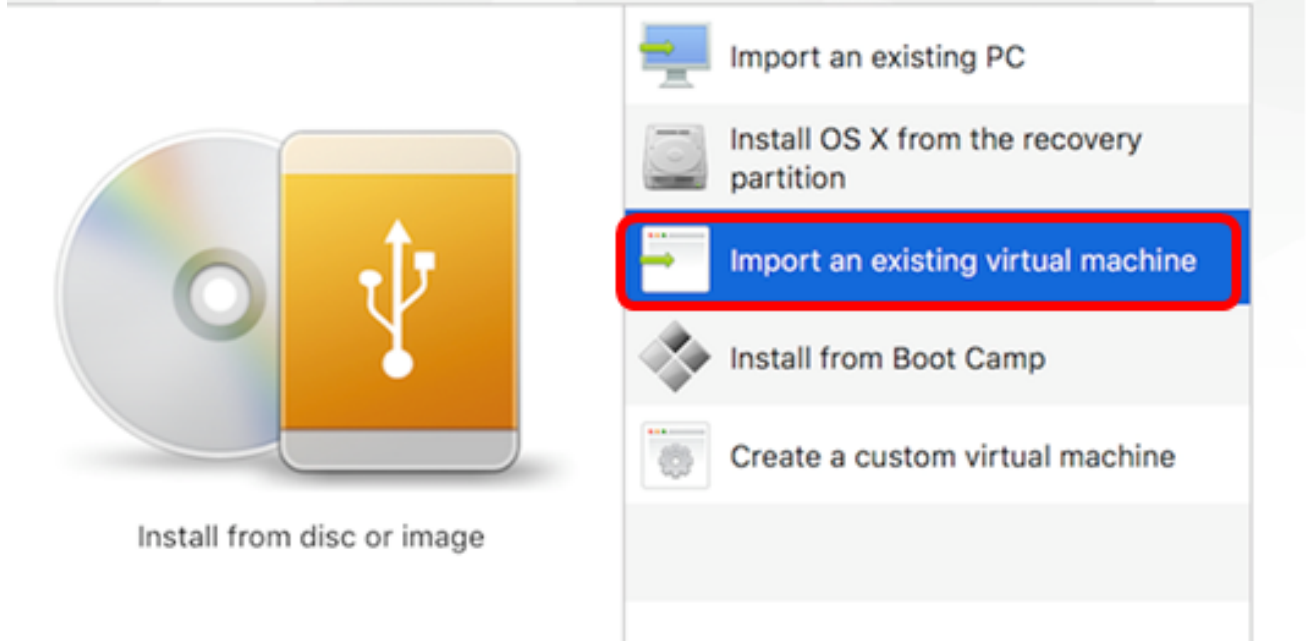 Import an existing PC
Install OS X from the recovery
partition
Import an existing virtual machine
Install from Boot Camp
Create a custom virtual machine
Install from disc or image